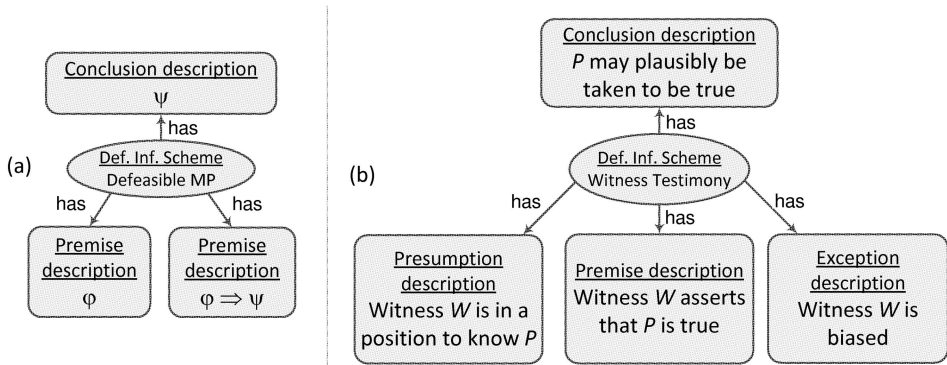 (a)
Conclusion description
ψ
has
Def. Inf. Scheme
Defeasible MP
has
has
Premise
description
φ
Premise
description
φ ⇒ ψ
(b)
Conclusion description
P may plausibly be
taken to be true
has
Def. Inf. Scheme
Witness Testimony
has
has
has
Presumption
description
Witness W is in a
position to know P
Premise description
Witness W asserts
that P is true
Exception
description
Witness W is
biased